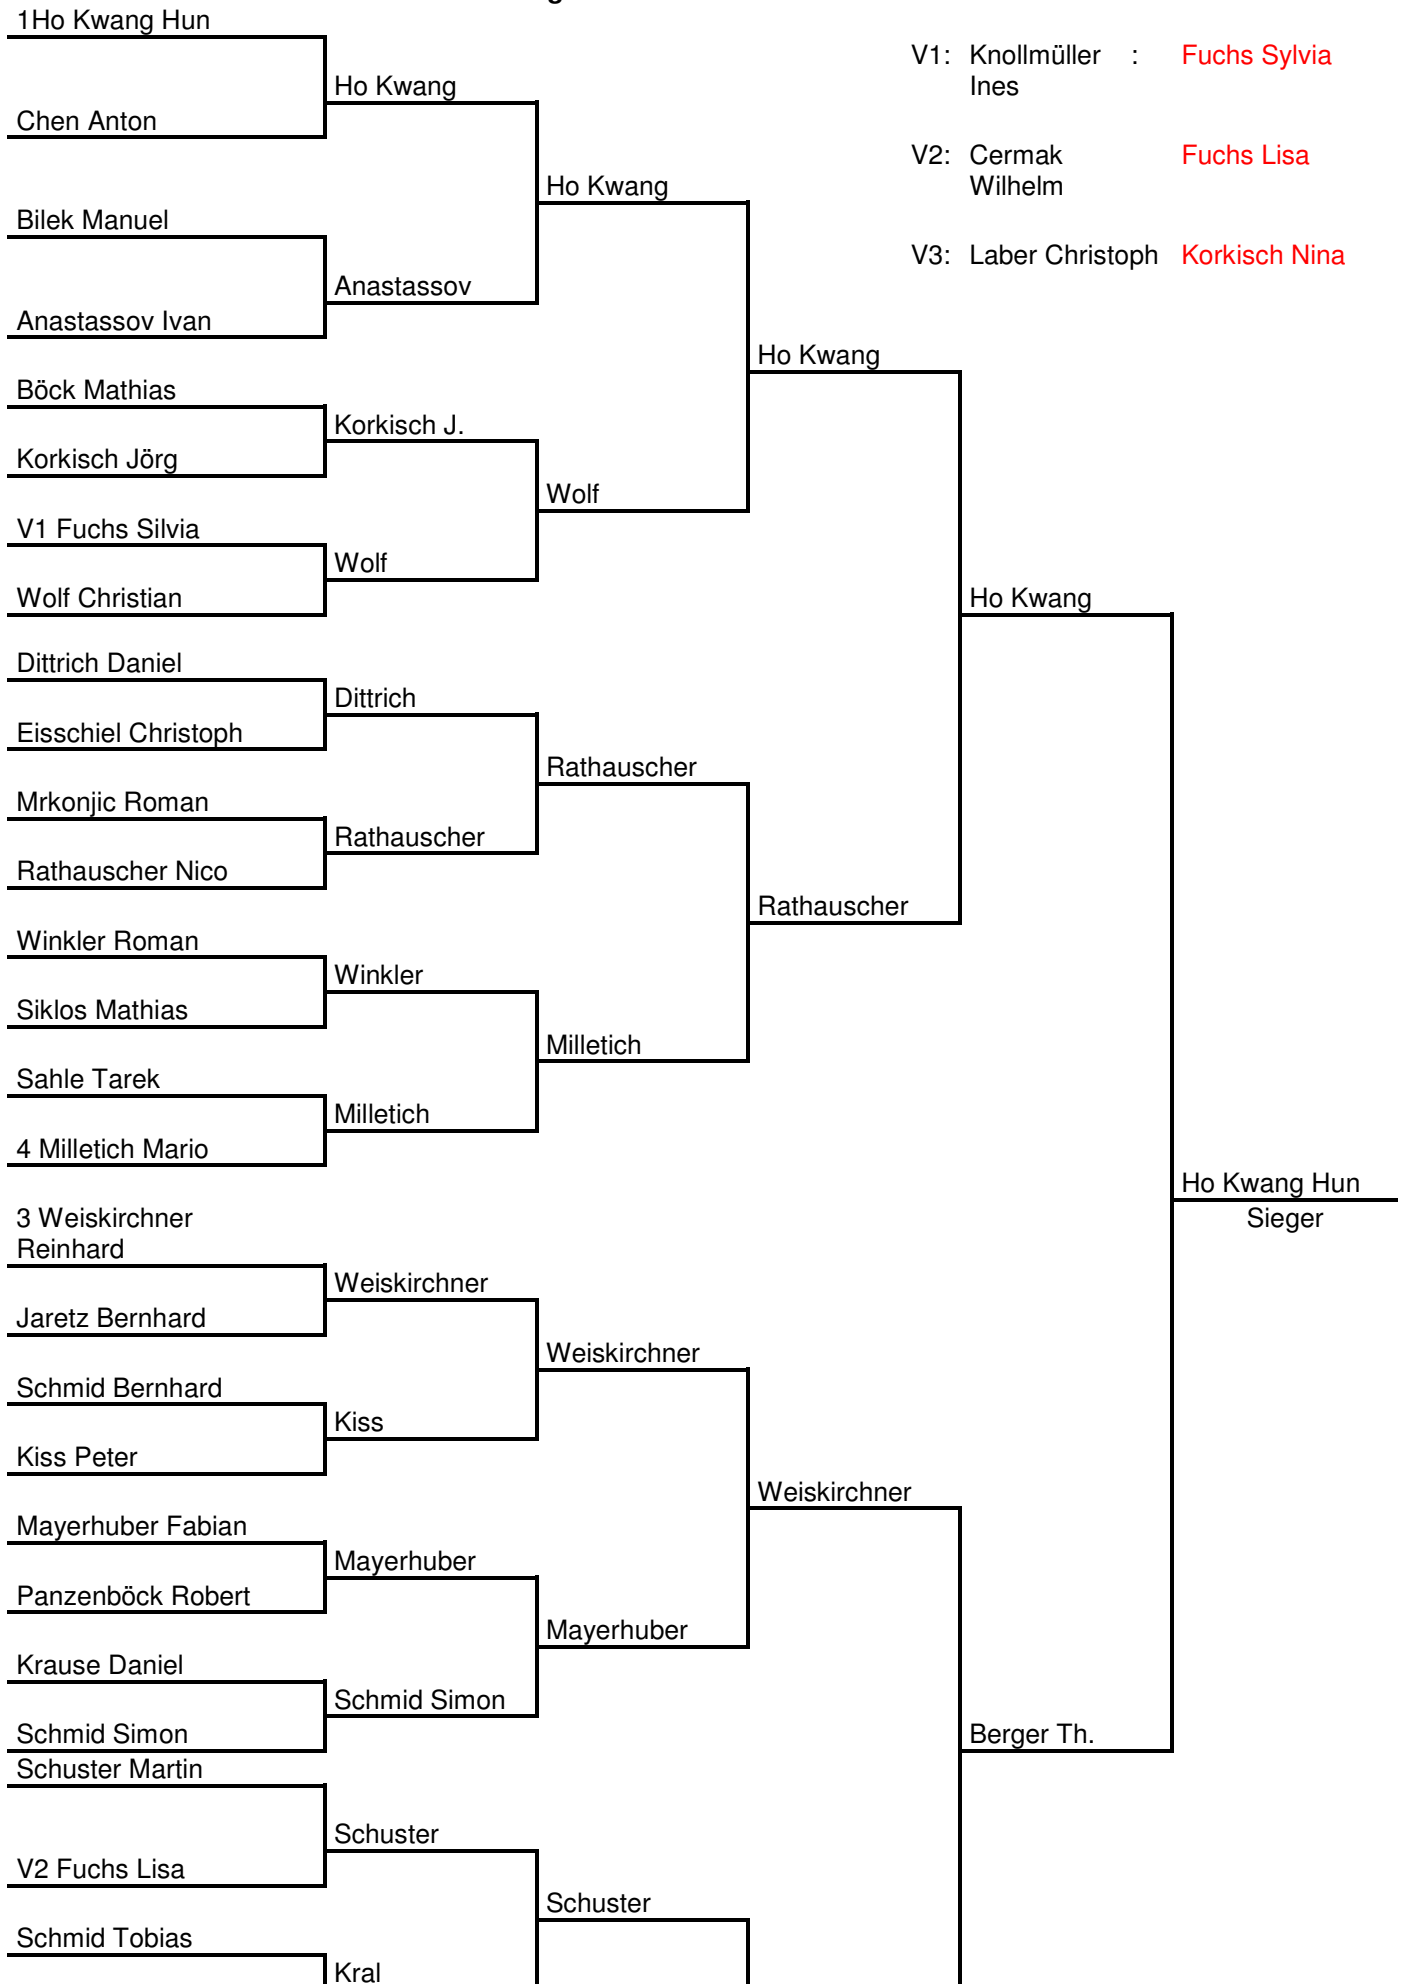 1Ho Kwang Hun
V1: Knollmüller : Fuchs Sylvia
Ines
Ho Kwang
Chen Anton
V2: Cermak Fuchs Lisa
Wilhelm
Ho Kwang
Bilek Manuel
V3: Laber Christoph Korkisch Nina
Anastassov
Anastassov Ivan
Ho Kwang
Böck Mathias
Korkisch J.
Korkisch Jörg
Wolf
V1 Fuchs Silvia
Wolf
Wolf Christian
Ho Kwang
Dittrich Daniel
Dittrich
Eisschiel Christoph
Rathauscher
Mrkonjic Roman
Rathauscher
Rathauscher Nico
Rathauscher
Winkler Roman
Winkler
Siklos Mathias
Milletich
Sahle Tarek
Milletich
4 Milletich Mario
Ho Kwang Hun
Sieger
3 Weiskirchner
Reinhard
Weiskirchner
Jaretz Bernhard
Weiskirchner
Schmid Bernhard
Kiss
Kiss Peter
Weiskirchner
Mayerhuber Fabian
Mayerhuber
Panzenböck Robert
Mayerhuber
Krause Daniel
Schmid Simon
Schmid Simon
Berger Th.
Schuster Martin
Schuster
V2 Fuchs Lisa
Schuster
Schmid Tobias
Kral